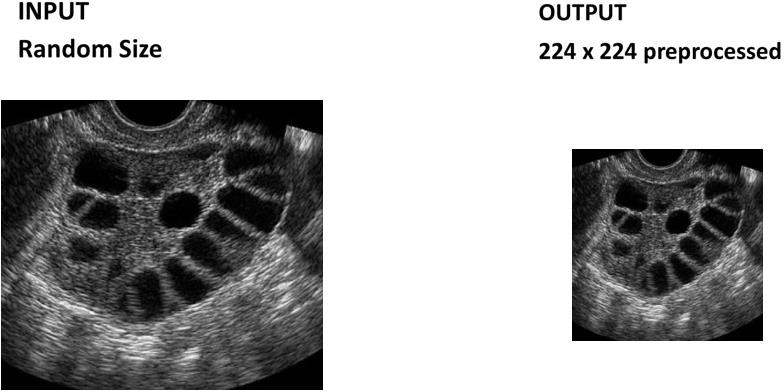 INPUT
Random Size
OUTPUT
224 x 224 preprocessed